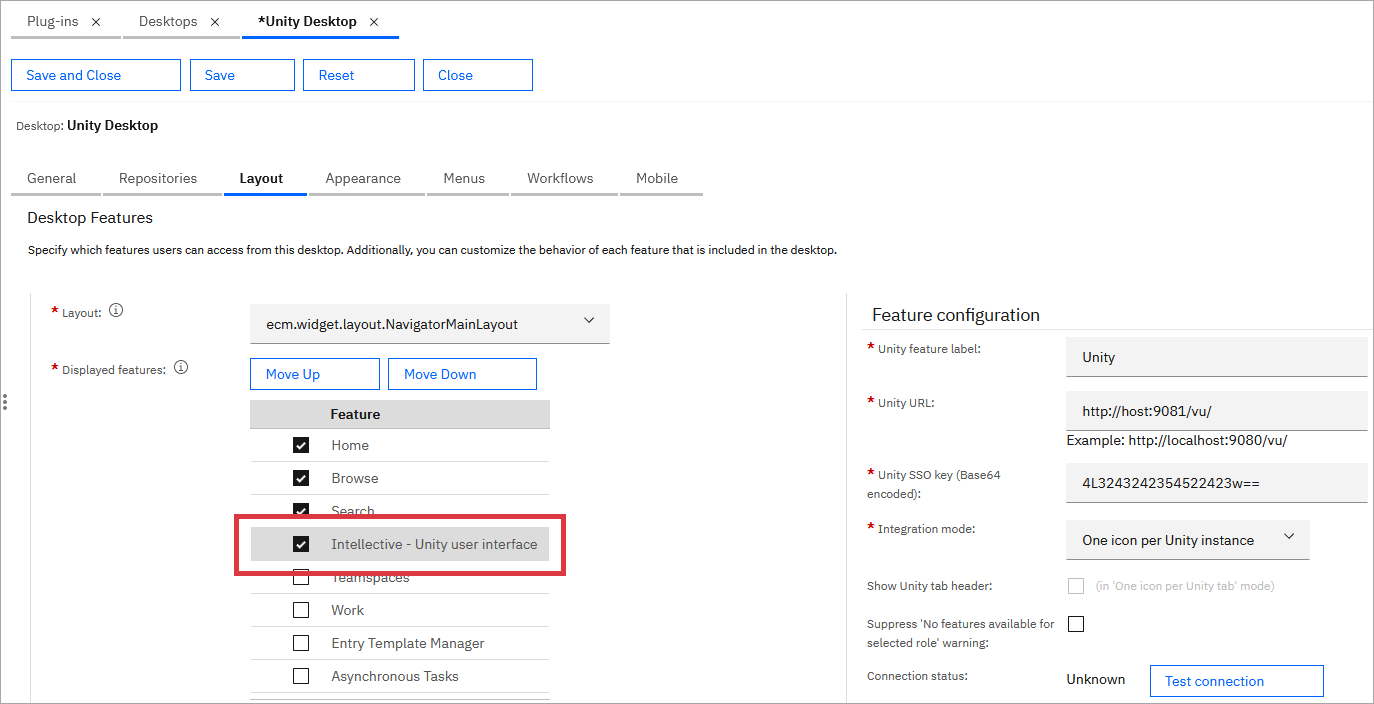 Plug-ins
Desktops
*Unity Desktop
Save and Close
Save
Reset
Close
Desktop: Unity Desktop
General
Repositories
Layout
Appearance
Menus
Workflows
Mobile
Desktop Features
Specify which features users can access from this desktop. Additionally, you can customize the behavior of each feature that is included in the desktop.
* Layout:
ecm.widget.layout.NavigatorMainLayout
* Displayed features:
Move Up
Move Down
Feature
Home
Browse
Search
Intellective - Unity user interface
Teamspaces
Work
Entry Template Manager
Asynchronous Tasks
Feature configuration
* Unity feature label:
Unity
* Unity URL:
http://host:9081/vu/
Example: http://localhost:9080/vu/
* Unity SSO key (Base64
encoded):
4L3243242354522423w==
* Integration mode:
One icon per Unity instance
Show Unity tab header:
(in 'One icon per Unity tab' mode)
Suppress 'No features available for
selected role' warning:
Connection status:
Unknown
Test connection